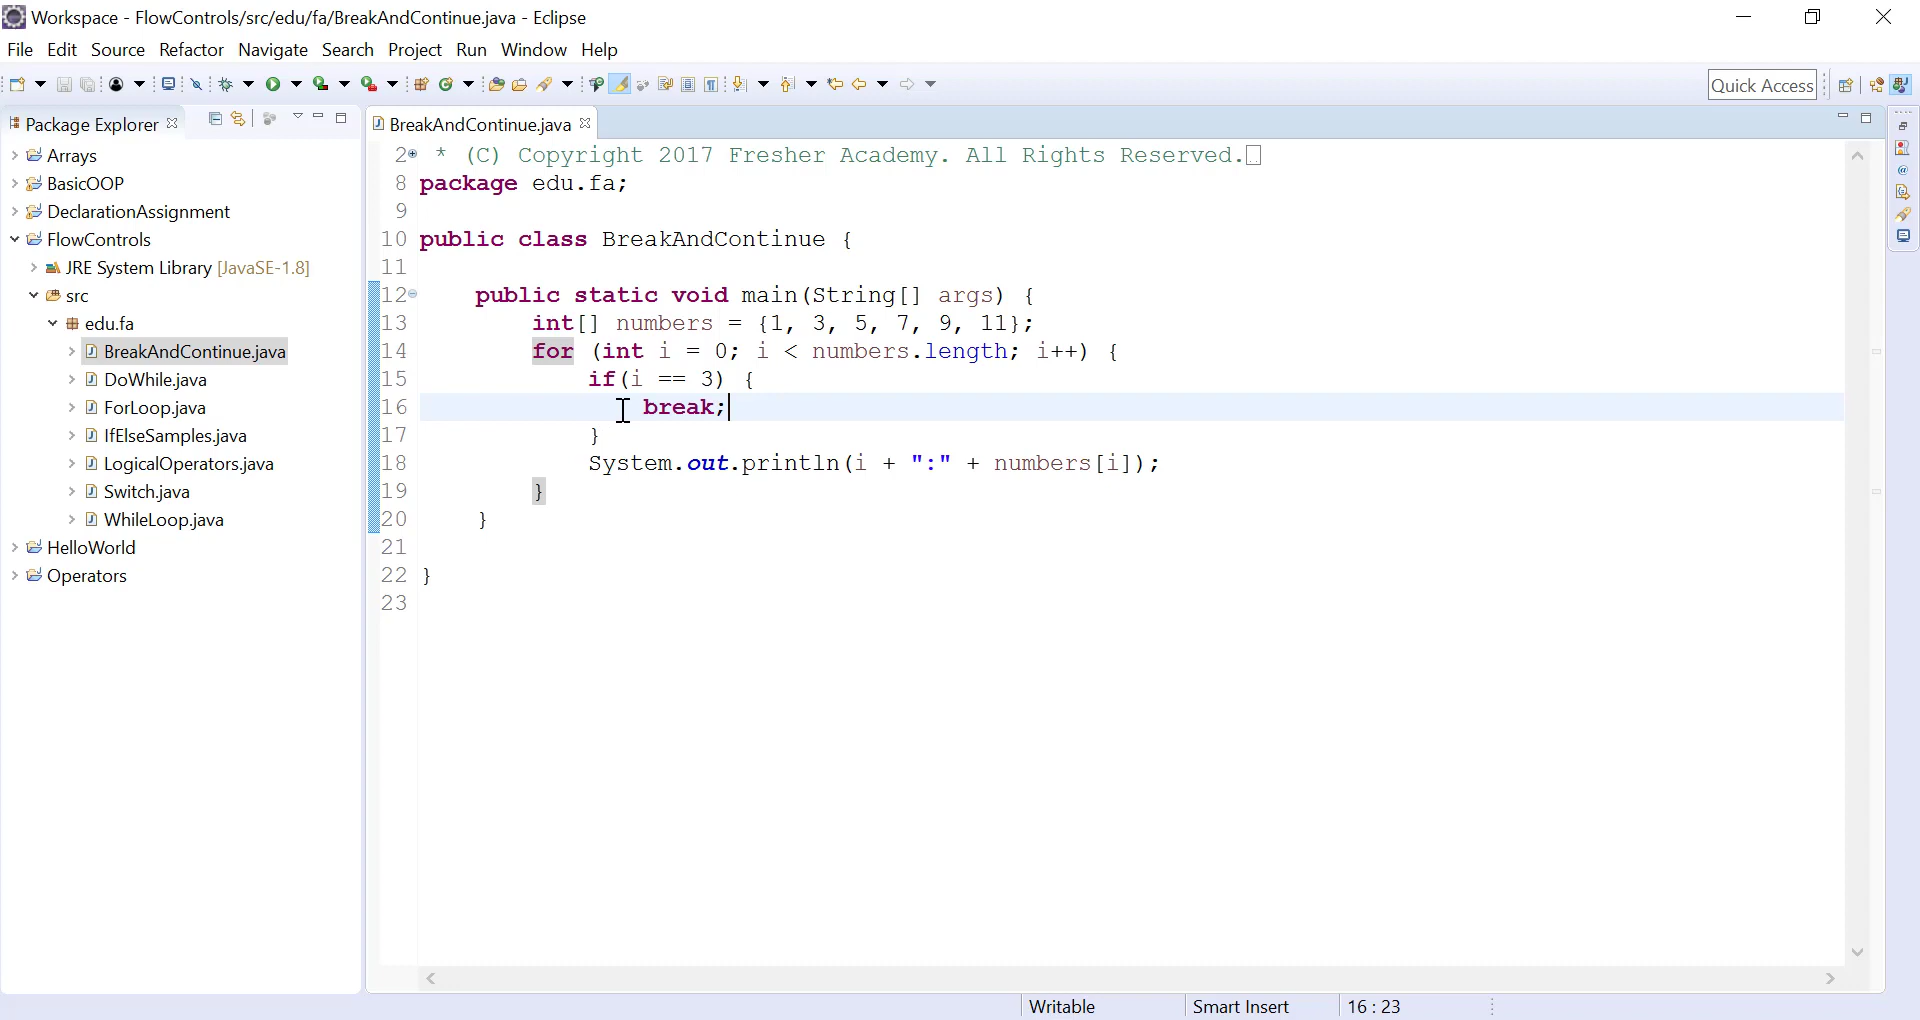 Workspace - FlowControls/src/edu/fa/BreakAndContinue.java - Eclipse
File Edit Source Refactor Navigate Search Project Run Window Help
Quick Access
Package Explorer
Arrays
BasicOOP
DeclarationAssignment
FlowControls
JRE System Library [JavaSE-1.8]
src
edu.fa
BreakAndContinue.java
DoWhile.java
ForLoop.java
IfElseSamples.java
LogicalOperators.java
Switch.java
WhileLoop.java
HelloWorld
Operators
BreakAndContinue.java
2 * (C) Copyright 2017 Fresher Academy. All Rights Reserved.
8 package edu.fa;
9
10 public class BreakAndContinue {
11
12 public static void main(String[] args) {
13 int[] numbers = {1, 3, 5, 7, 9, 11};
14 for (int i = 0; i < numbers.length; i++) {
15 if(i == 3) {
16 break;
17 }
18 System.out.println(i + ":" + numbers[i]);
19 }
20 }
21
22 }
23
Writable Smart Insert 16 : 23